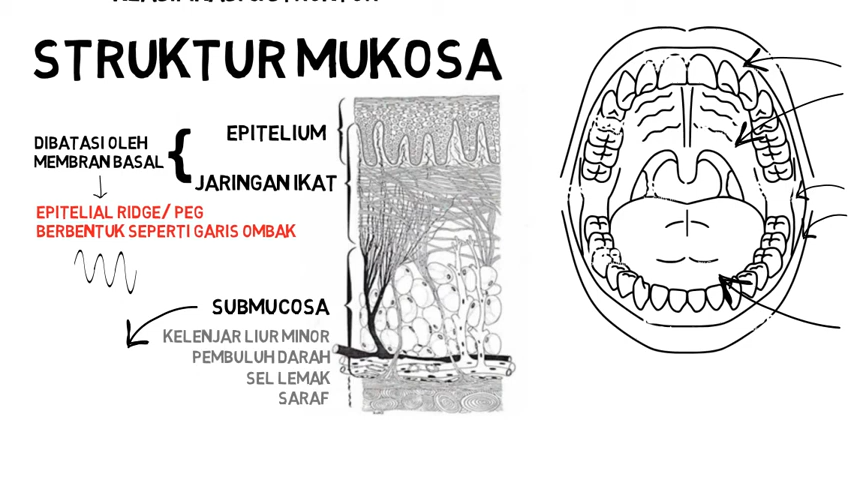 STRUKTUR MUKOSA
DIBATASI OLEH
MEMBRAN BASAL
EPITELIUM
JARINGAN IKAT
EPITELIAL RIDGE/ PEG
BERBENTUK SEPERTI GARIS OMBAK
SUBMUCOSA
KELENJAR LIUR MINOR
PEMBULUH DARAH
SEL LEMAK
SARAF